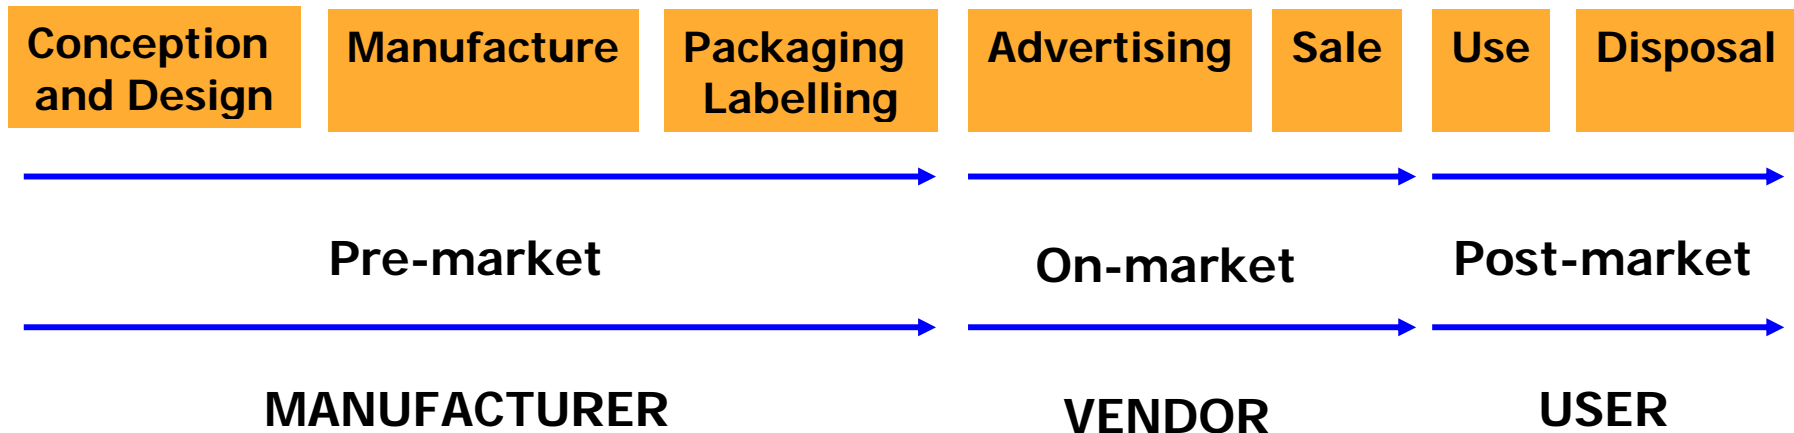 Conception
and Design
Manufacture
Packaging
Labelling
Advertising
Sale
Use
Disposal
Pre-market
On-market
Post-market
MANUFACTURER
VENDOR
USER